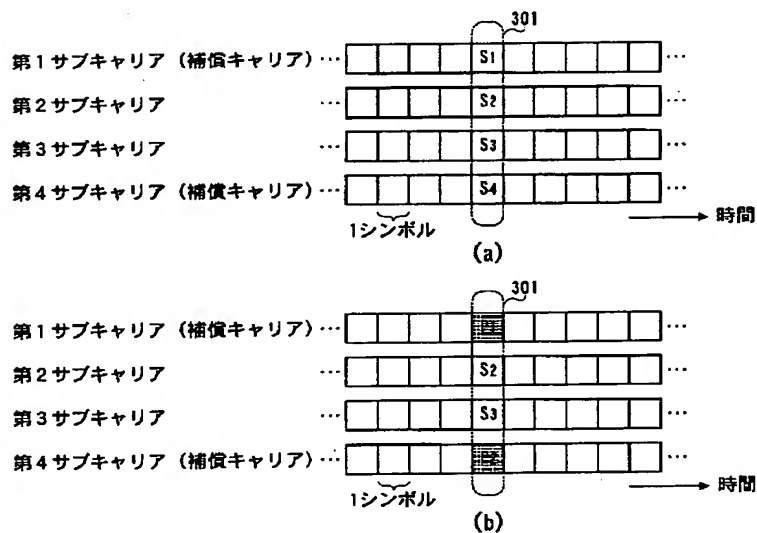 301
第1サブキャリア (補償キャリア) … S1 …
第2サブキャリア … S2 …
第3サブキャリア … S3 …
第4サブキャリア (補償キャリア) … S4 …
1シンボル
時間
(a)
301
第1サブキャリア (補償キャリア) … …
第2サブキャリア … S2 …
第3サブキャリア … S3 …
第4サブキャリア (補償キャリア) … …
1シンボル
時間
(b)